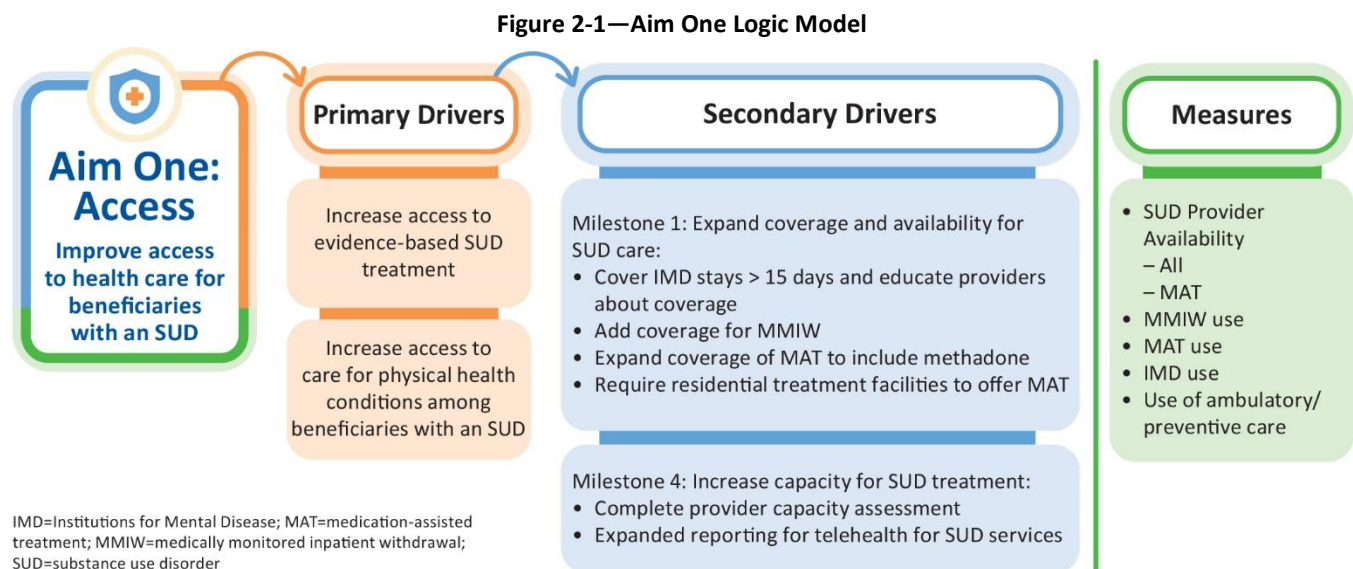 Figure 2-1—Aim One Logic Model
Aim One:
Access
Improve access
to health care for
beneficiaries
with an SUD
Primary Drivers
Increase access to
evidence-based SUD
treatment
Increase access to
care for physical health
conditions among
beneficiaries with an SUD
Secondary Drivers
Milestone 1: Expand coverage and availability for
SUD care:
• Cover IMD stays > 15 days and educate providers
about coverage
• Add coverage for MMIW
• Expand coverage of MAT to include methadone
• Require residential treatment facilities to offer MAT
Milestone 4: Increase capacity for SUD treatment:
• Complete provider capacity assessment
• Expanded reporting for telehealth for SUD services
Measures
• SUD Provider
Availability
– All
– MAT
• MMIW use
• MAT use
• IMD use
• Use of ambulatory/
preventive care
IMD=Institutions for Mental Disease; MAT=medication-assisted
treatment; MMIW=medically monitored inpatient withdrawal;
SUD=substance use disorder